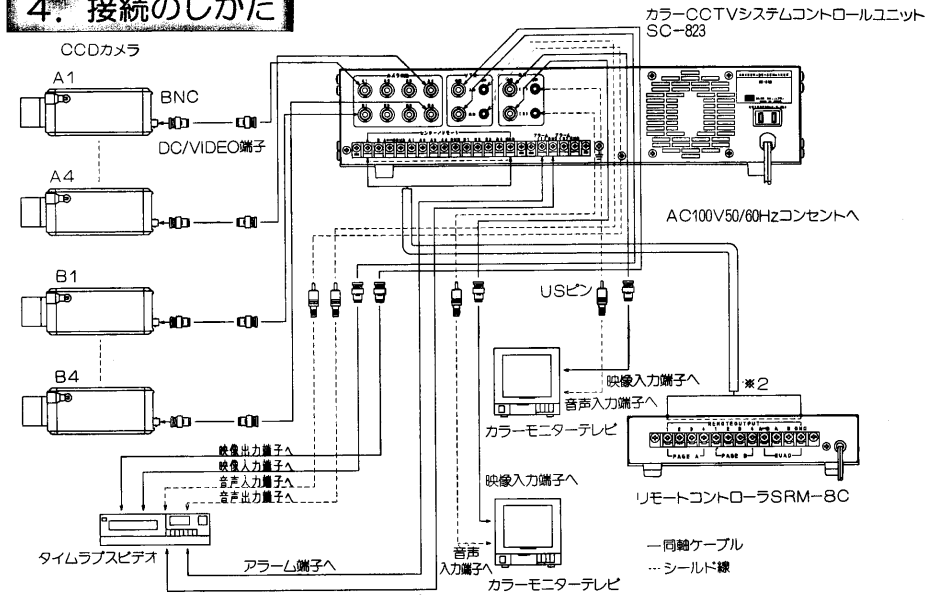 4. 接続のしかた
カラーCCTVシステムコントロールユニット
SC-823
CCDカメラ
A1
BNC
DC/VIDEO端子
A4
AC100V50/60Hzコンセントへ
B1
USピン
B4
映像入力端子へ
音声入力端子へ
カラーモニターテレビ
※2
REMOTE OUTPUT
PAGE A
PAGE B
QUAD
リモートコントローラSRM-8C
映像出力端子へ
映像入力端子へ
音声入力端子へ
音声出力端子へ
映像入力端子へ
タイムラプスビデオ
アラーム端子へ
音声
入力端子へ
カラーモニターテレビ
—同軸ケーブル
---シールド線